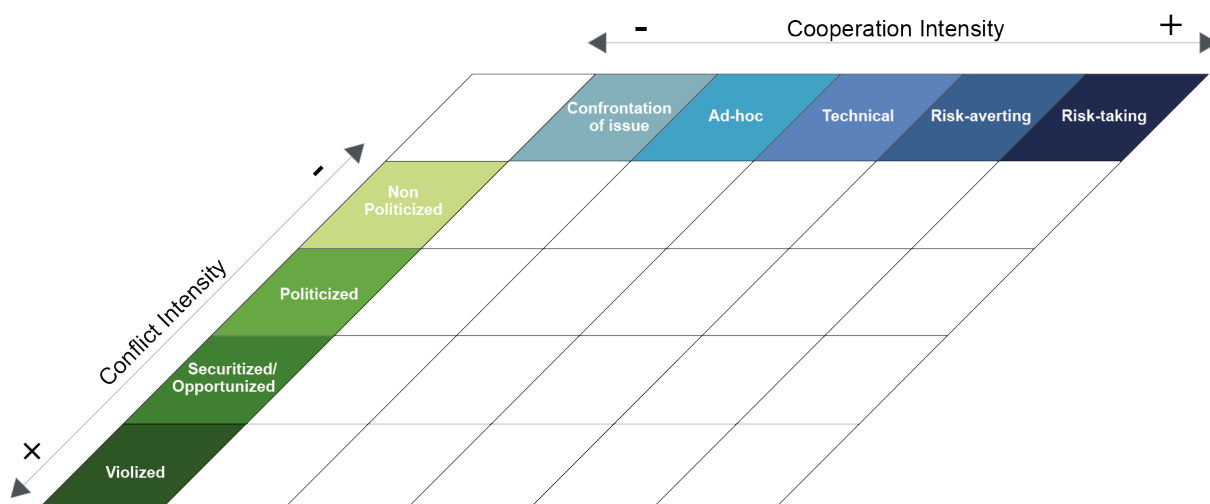 - Cooperation Intensity +
Confrontation
of issue
Ad-hoc
Technical
Risk-averting
Risk-taking
-
Non
Politicized
Politicized
Conflict Intensity
Securitized/
Opportunized
+
Violized